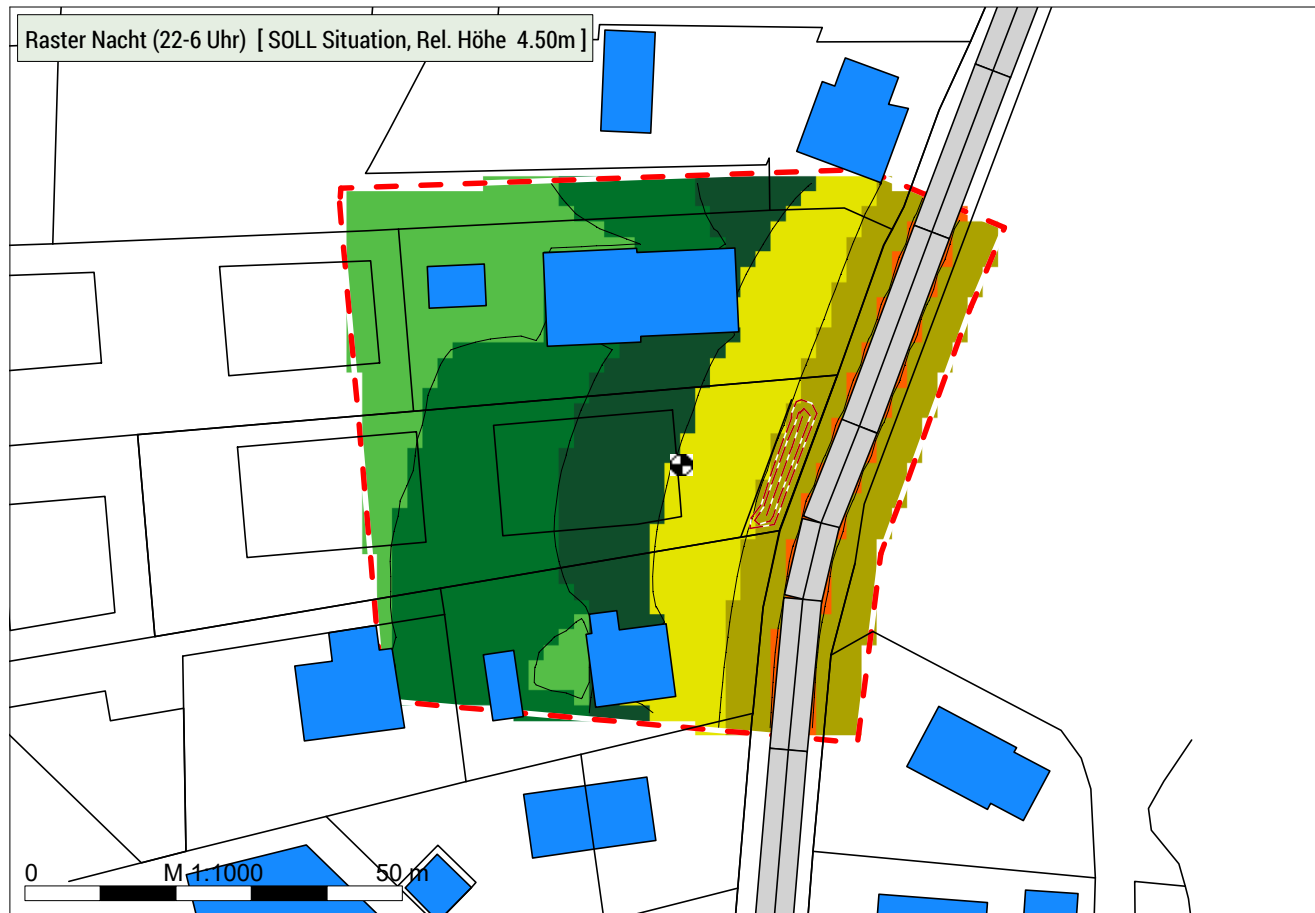 Raster Nacht (22-6 Uhr) [ SOLL Situation, Rel. Höhe 4.50m ]
0 M 1:1000 50 m